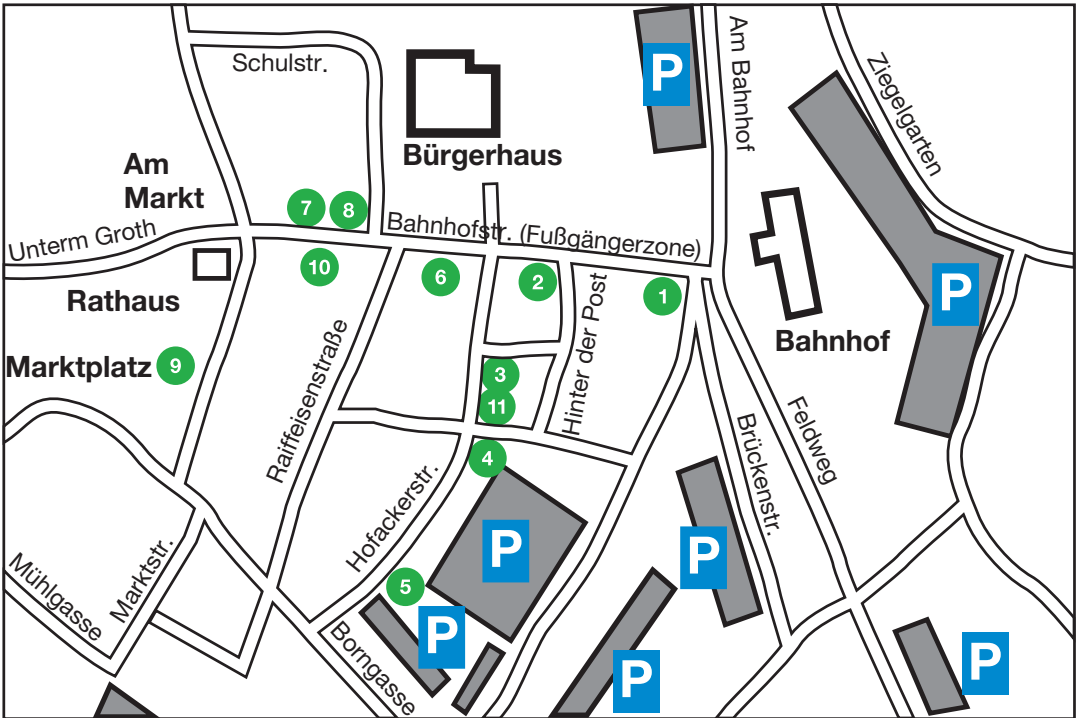 Schulstr.
P
Am Bahnhof
Ziegelgarten
Bürgerhaus
Am
Markt
7
8
Bahnhofstr. (Fußgängerzone)
Unterm Groth
10
6
2
1
P
Rathaus
Hinter der Post
Bahnhof
Marktplatz
9
Raiffeisenstraße
3
11
Feldweg
Brückenstr.
4
Hofackerstr.
P
P
Mühlgasse
Marktstr.
5
P
Borngasse
P
P